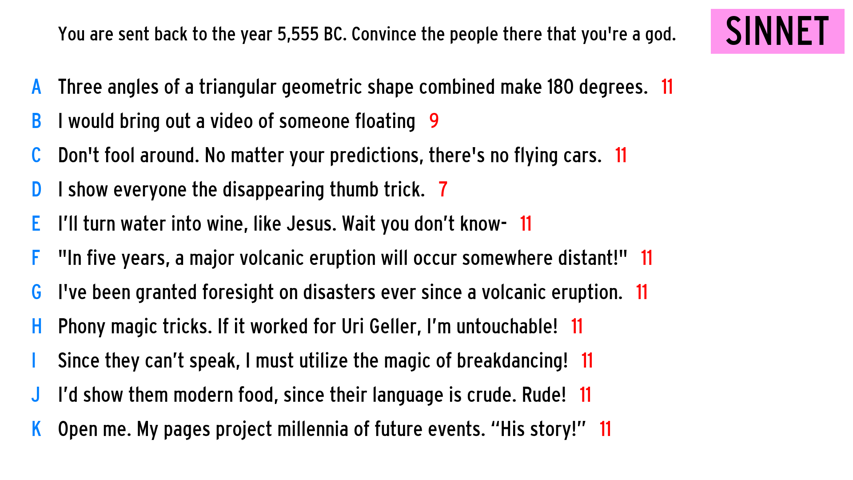 You are sent back to the year 5,555 BC. Convince the people there that you're a god.
SINNET
A Three angles of a triangular geometric shape combined make 180 degrees. 11
B I would bring out a video of someone floating 9
C Don't fool around. No matter your predictions, there's no flying cars. 11
D I show everyone the disappearing thumb trick. 7
E I’ll turn water into wine, like Jesus. Wait you don’t know- 11
F "In five years, a major volcanic eruption will occur somewhere distant!" 11
G I've been granted foresight on disasters ever since a volcanic eruption. 11
H Phony magic tricks. If it worked for Uri Geller, I’m untouchable! 11
I Since they can’t speak, I must utilize the magic of breakdancing! 11
J I’d show them modern food, since their language is crude. Rude! 11
K Open me. My pages project millennia of future events. “His story!” 11